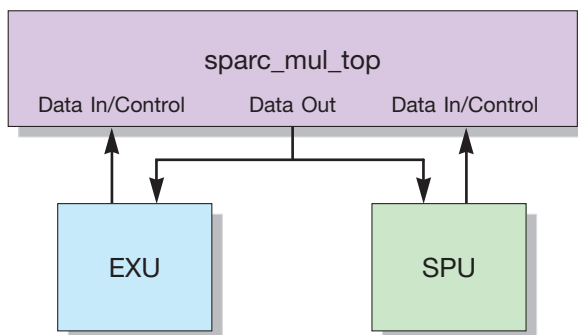 sparc_mul_top
Data In/Control Data Out Data In/Control
EXU SPU